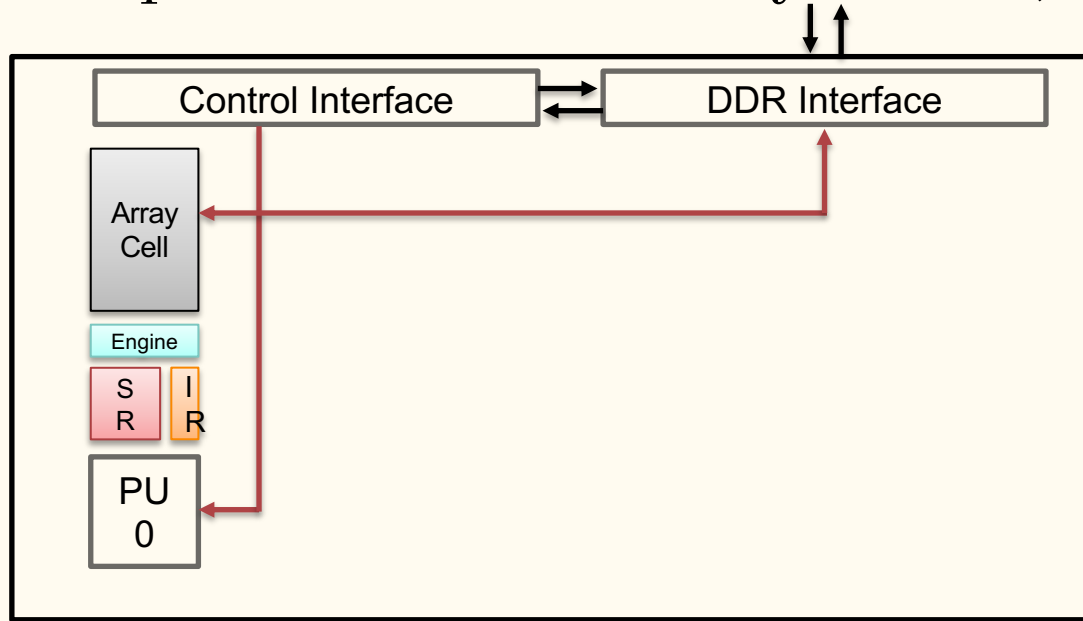 Control Interface
DDR Interface
Array
Cell
Engine
S
R
I
R
PU
0